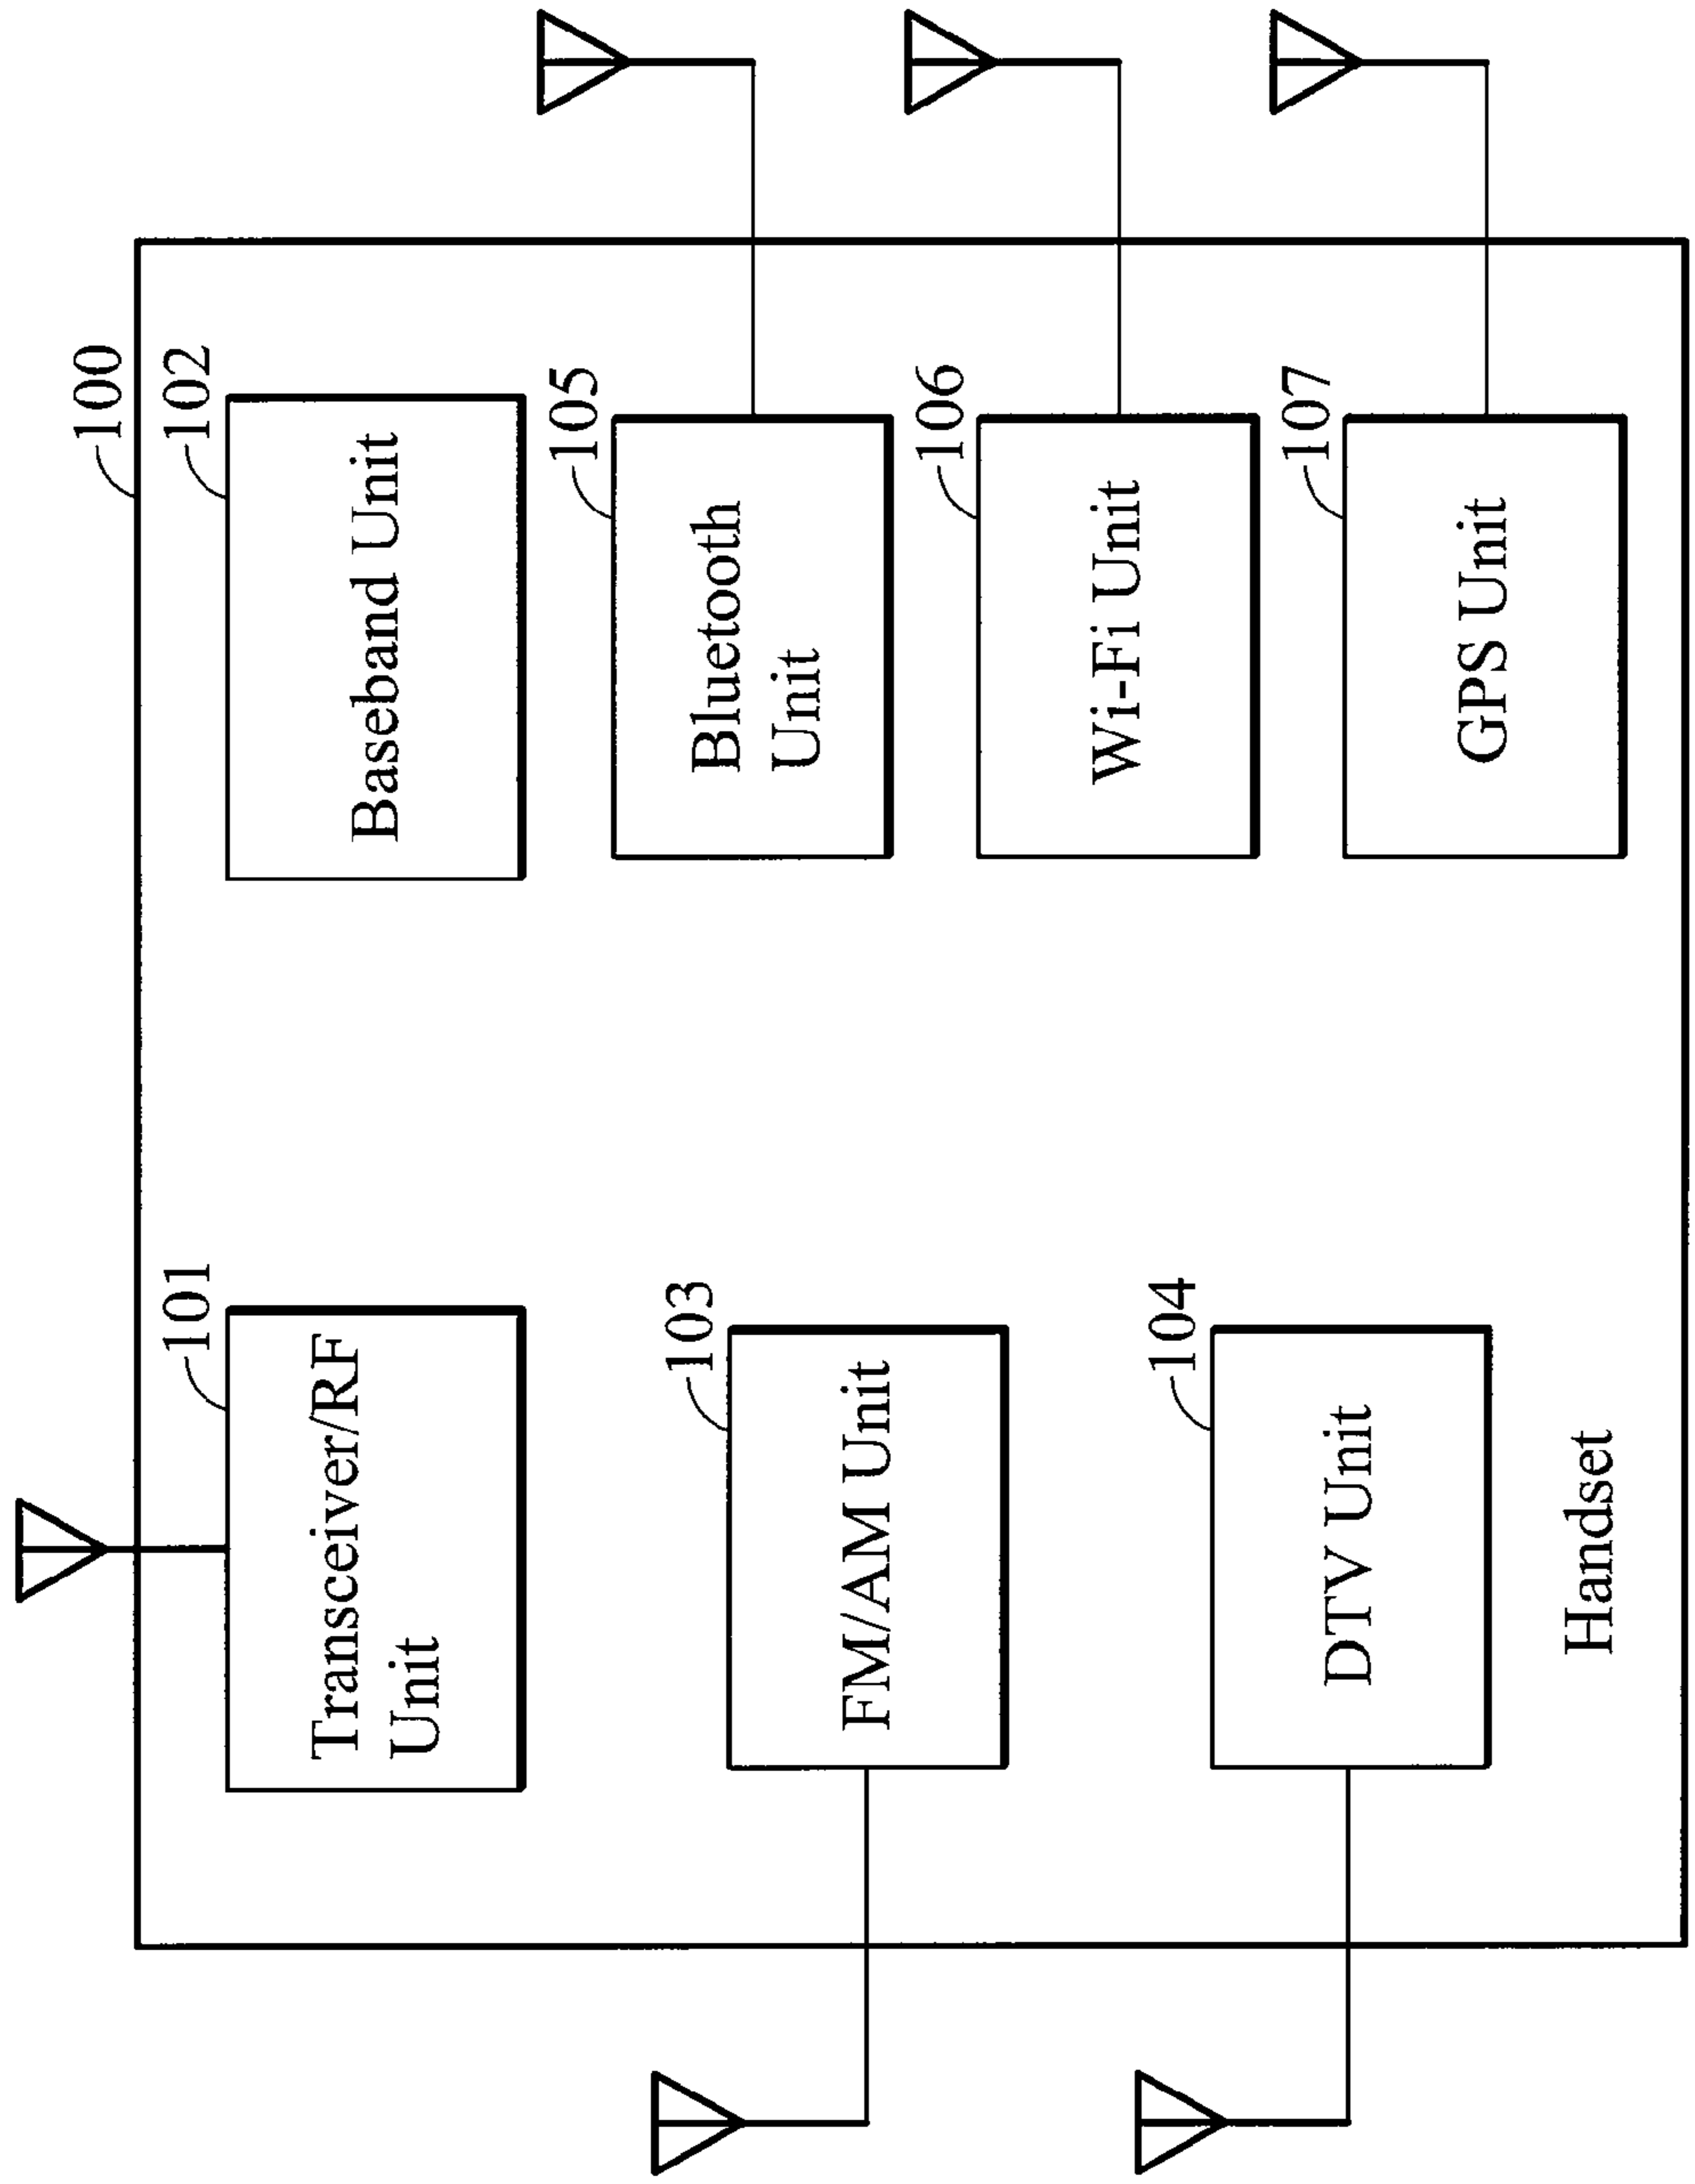 100
101
Transceiver/RF
Unit
102
Baseband Unit
103
FM/AM Unit
105
Bluetooth
Unit
106
Wi-Fi Unit
104
DTV Unit
107
GPS Unit
Handset